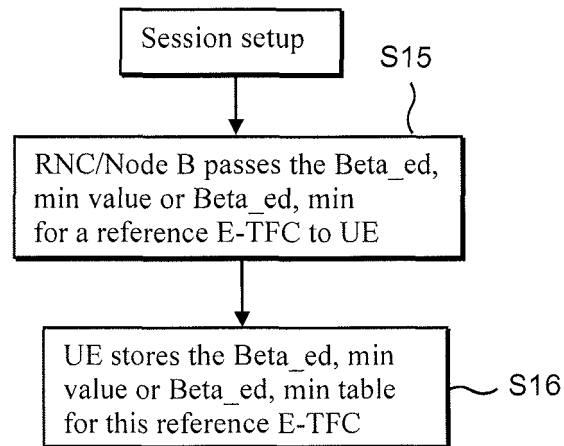 Session setup
S15
RNC/Node B passes the Beta_ed,
min value or Beta_ed, min
for a reference E-TFC to UE
UE stores the Beta_ed, min
value or Beta_ed, min table
for this reference E-TFC
S16